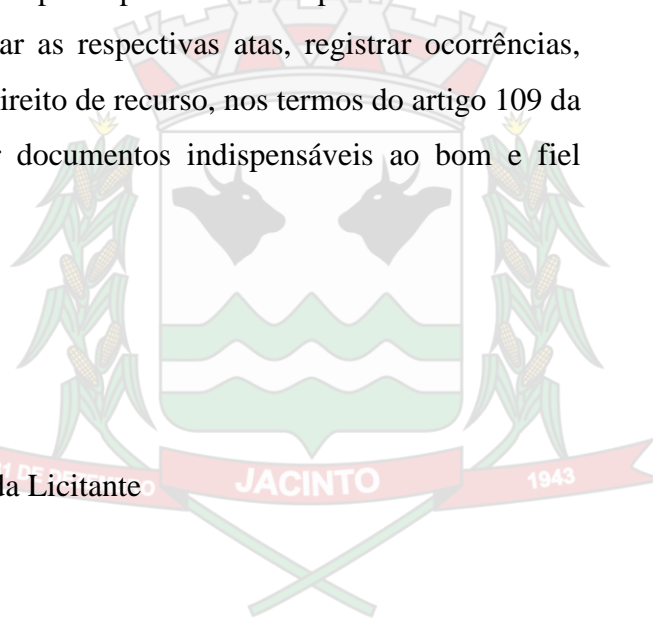 ar as respectivas atas, registrar ocorrências,
ireito de recurso, nos termos do artigo 109 da
documentos indispensáveis ao bom e fiel
da Licitante
JACINTO
1943